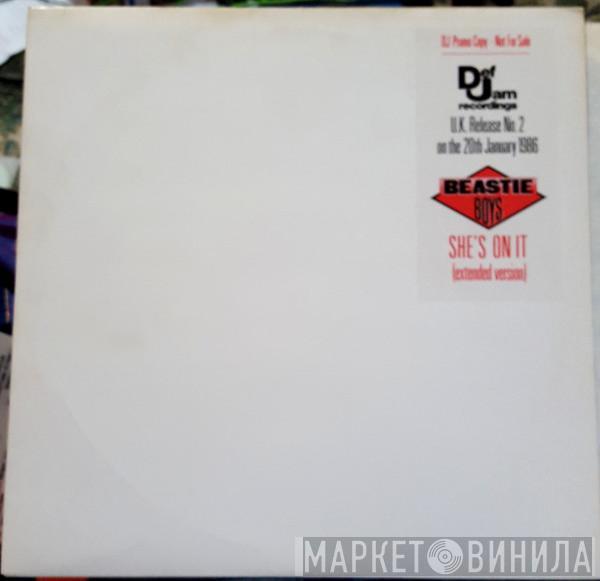 DJ Promo Copy - Not For Sale
Def
Jam
recordings
U.K. Release No. 2
on the 20th January 1986
BEASTIE
BOYS
SHE'S ON IT
(extended version)
МАРКЕТ ВИНИЛА